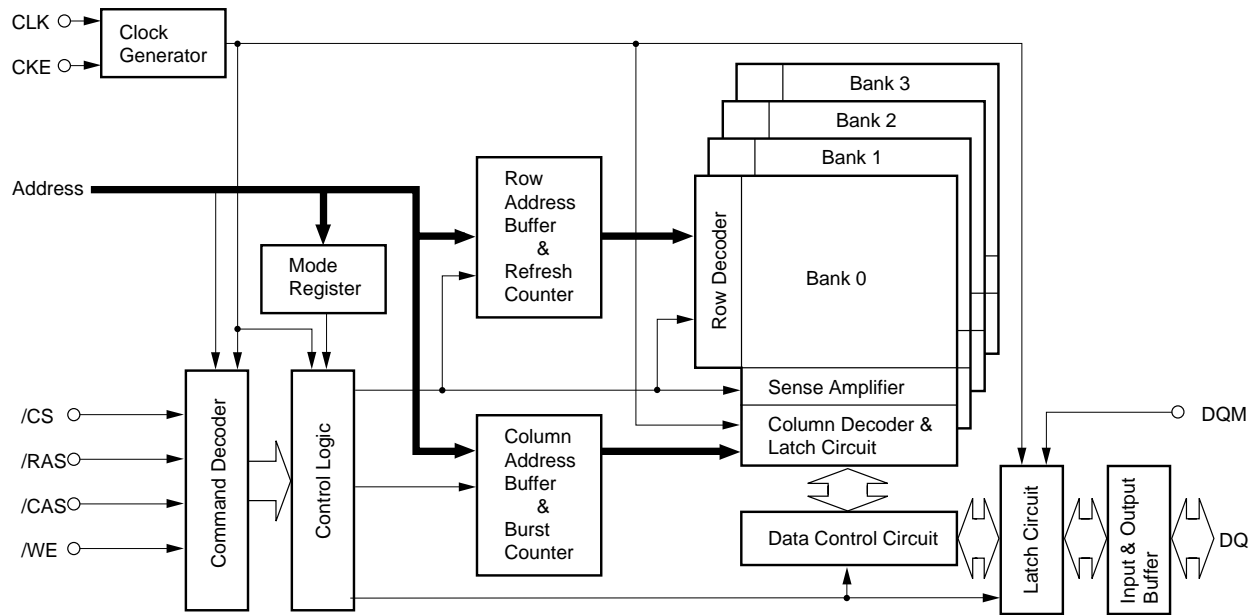 CLK
Clock
Generator
CKE
Bank 3
Bank 2
Bank 1
Address
Row
Address
Buffer
&
Refresh
Counter
Row Decoder
Bank 0
Mode
Register
Sense Amplifier
Column Decoder &
Latch Circuit
/CS
/RAS
/CAS
/WE
Command Decoder
Control Logic
Column
Address
Buffer
&
Burst
Counter
Data Control Circuit
Latch Circuit
Input & Output
Buffer
DQM
DQ